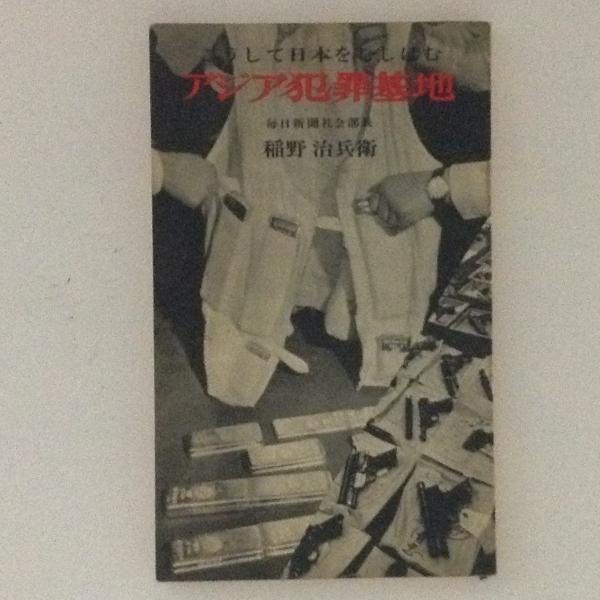 こうして日本をむしばむ
アジア犯罪基地
毎日新聞社会部長
稲野 治兵衛